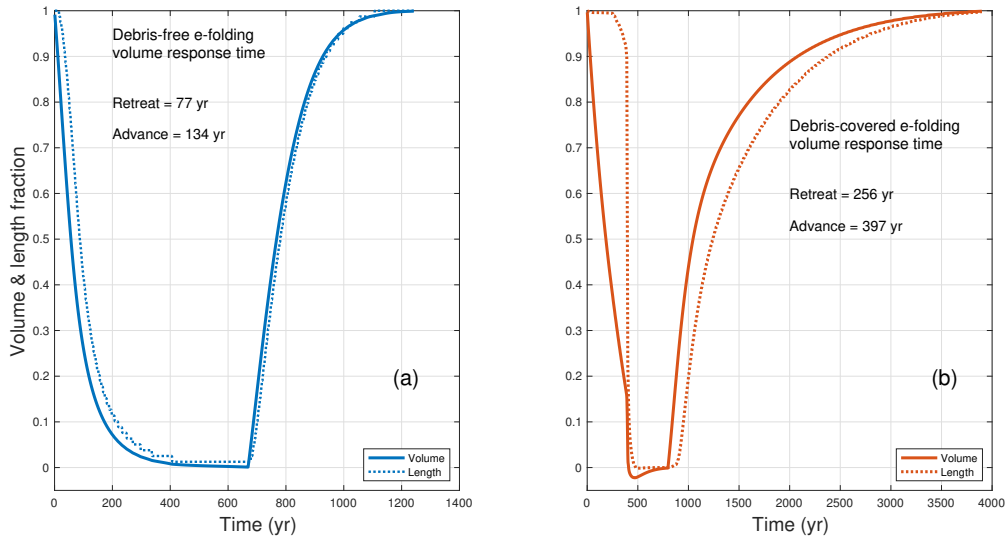 Volume & length fraction
1
0.9
0.8
0.7
0.6
0.5
0.4
0.3
0.2
0.1
0
Debris-free e-folding
volume response time
Retreat = 77 yr
Advance = 134 yr
(a)
Volume
Length
0 200 400 600 800 1000 1200 1400
Time (yr)
1
0.9
0.8
0.7
0.6
0.5
0.4
0.3
0.2
0.1
0
Debris-covered e-folding
volume response time
Retreat = 256 yr
Advance = 397 yr
(b)
Volume
Length
0 500 1000 1500 2000 2500 3000 3500 4000
Time (yr)